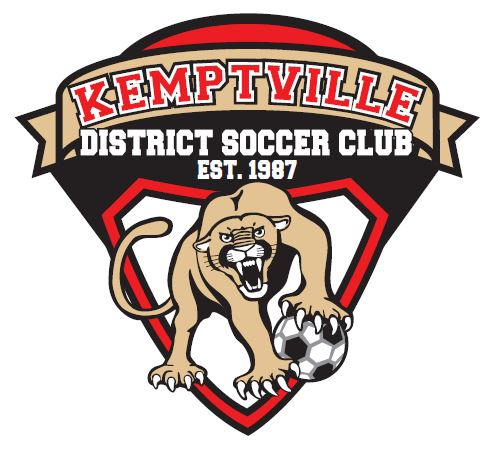 KEMPTVILLE
DISTRICT SOCCER CLUB
EST. 1987